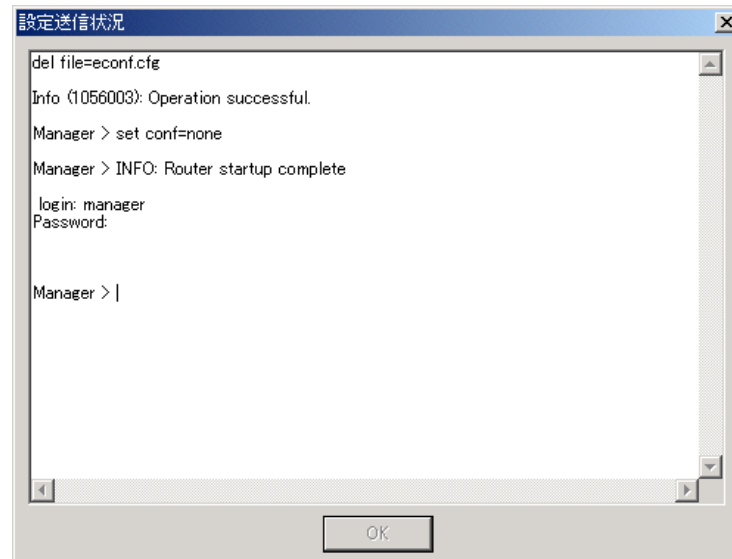 設定送信状況
del file=econf.cfg
Info (1056003): Operation successful.
Manager > set conf=none
Manager > INFO: Router startup complete
login: manager
Password:
Manager >
OK